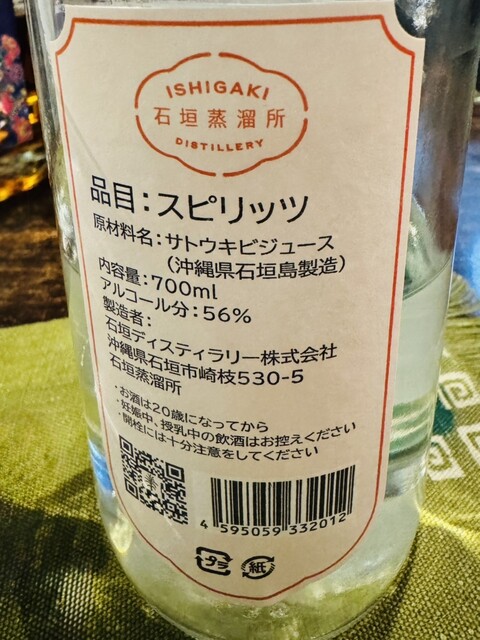 ISHIGAKI
石垣蒸溜所
DISTILLERY
品目：スピリッツ
原材料名：サトウキビジュース
（沖縄県石垣島製造）
内容量：700ml
アルコール分：56%
製造者：
石垣ディスティラリー株式会社
沖縄県石垣市崎枝530-5
石垣蒸溜所
・お酒は20歳になってから
・妊娠中、授乳中の飲酒はお控えください
・開栓には十分注意をしてください
4 595059 332012
プラ
紙